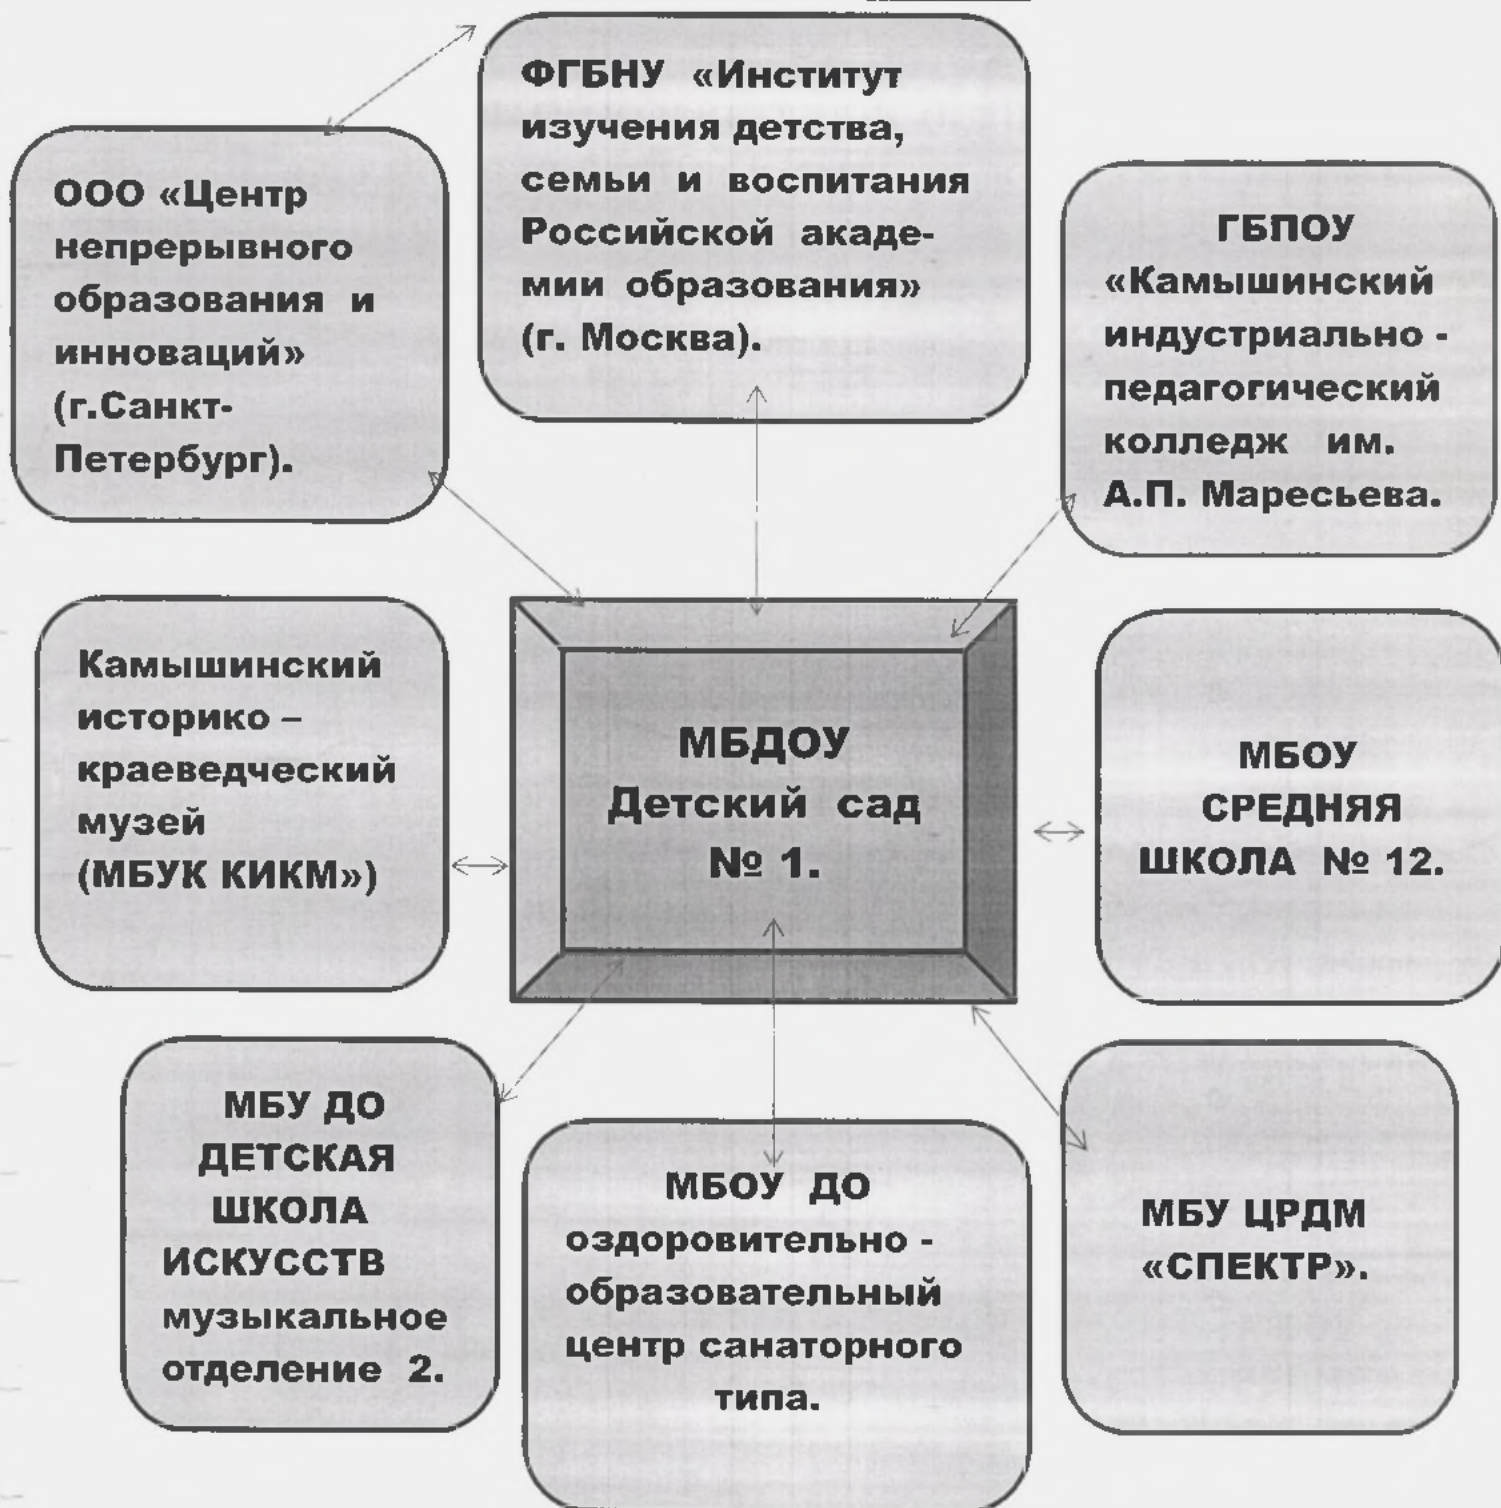 ФГБНУ «Институт
изучения детства,
семьи и воспитания
Российской акаде-
мии образования»
(г. Москва).
ООО «Центр
непрерывного
образования и
инноваций»
(г.Санкт-
Петербург).
ГБПОУ
«Камышинский
индустриально -
педагогический
колледж им.
А.П. Маресьева.
Камышинский
историко –
краеведческий
музей
(МБУК КИКМ»)
МБДОУ
Детский сад
№ 1.
МБОУ
СРЕДНЯЯ
ШКОЛА № 12.
МБУ ДО
ДЕТСКАЯ
ШКОЛА
ИСКУССТВ
музыкальное
отделение 2.
МБОУ ДО
оздоровительно -
образовательный
центр санаторного
типа.
МБУ ЦРДМ
«СПЕКТР».